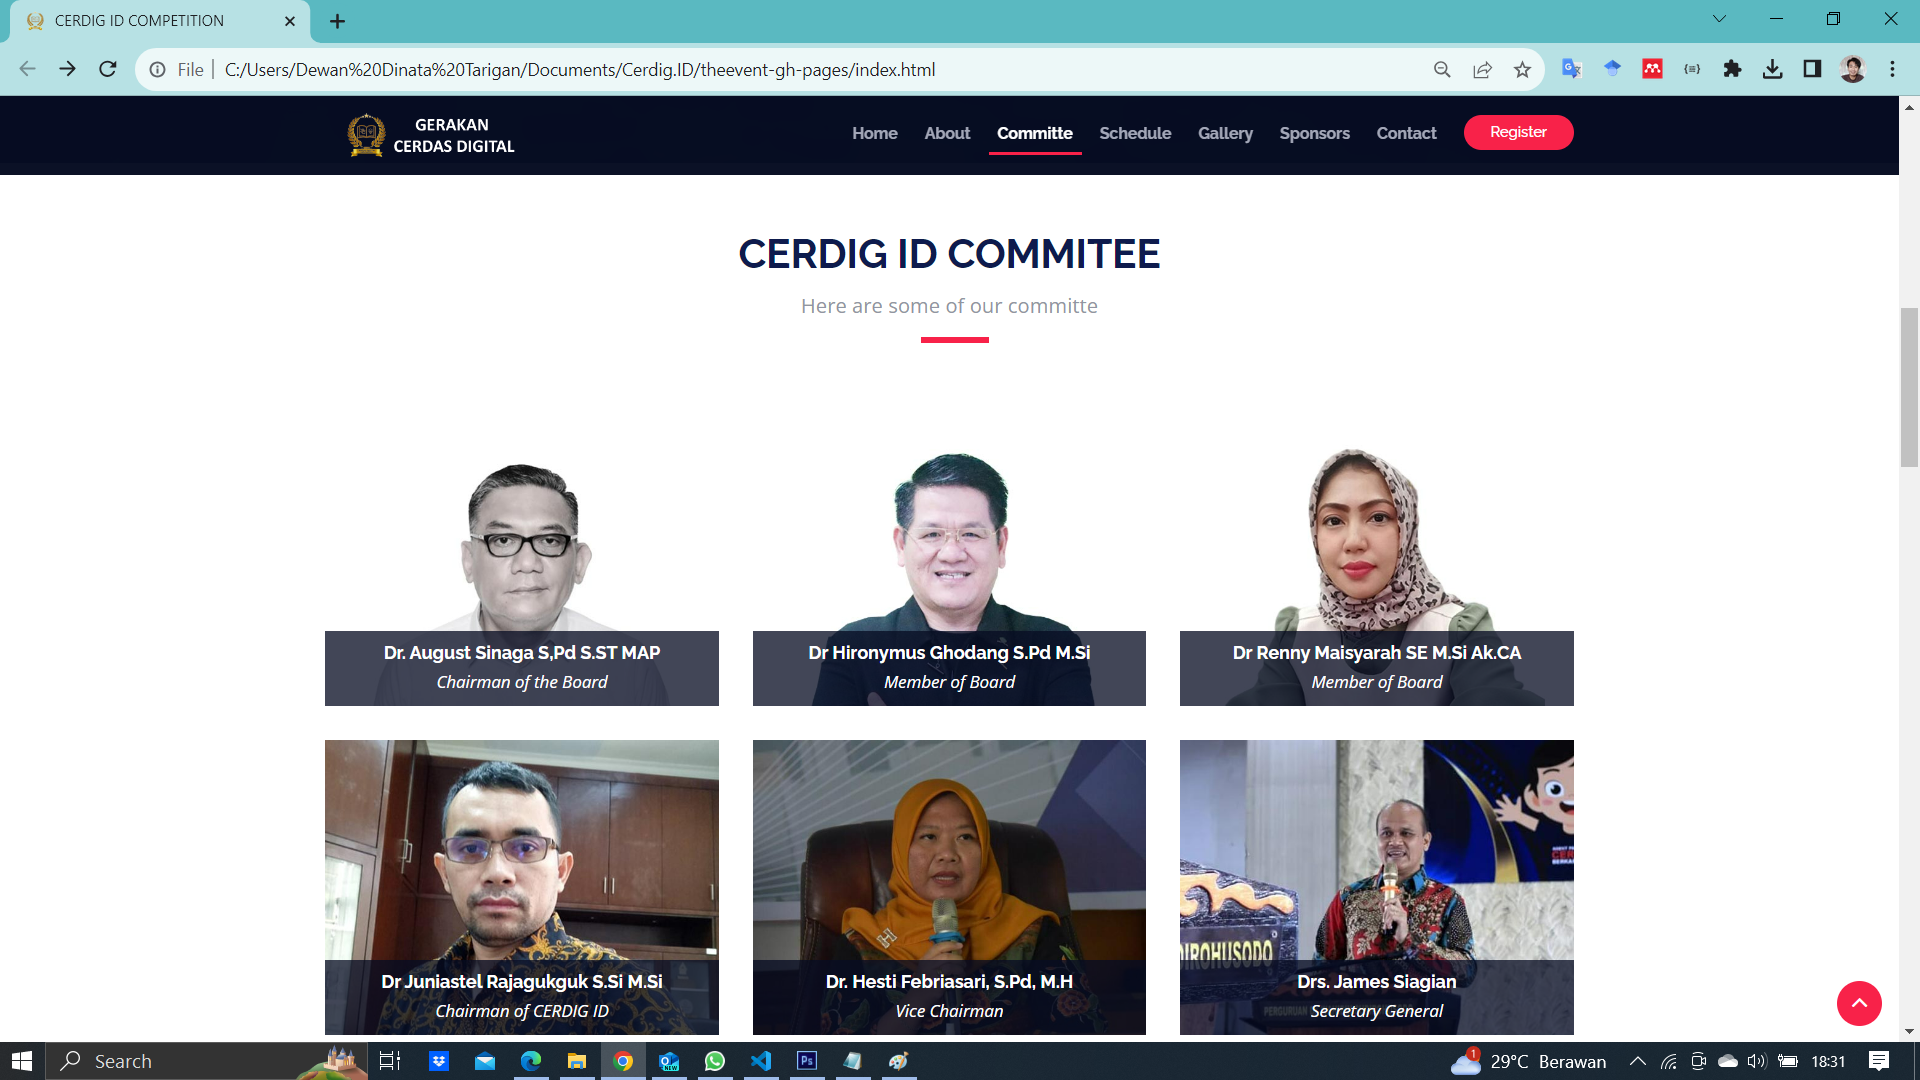 CERDIG ID COMPETITION
File
C:/Users/Dewan%20Dinata%20Tarigan/Documents/Cerdig.ID/theevent-gh-pages/index.html
GERAKAN
CERDAS DIGITAL
Home About Committe Schedule Gallery Sponsors Contact Register
CERDIG ID COMMITEE
Here are some of our committe
Dr. August Sinaga S,Pd S.ST MAP
Chairman of the Board
Dr Hironymus Ghodang S.Pd M.Si
Member of Board
Dr Renny Maisyarah SE M.Si Ak.CA
Member of Board
Dr Juniastel Rajagukguk S.Si M.Si
Chairman of CERDIG ID
Dr. Hesti Febriasari, S.Pd, M.H
Vice Chairman
Drs. James Siagian
Secretary General
Search
1
29°C Berawan
18:31